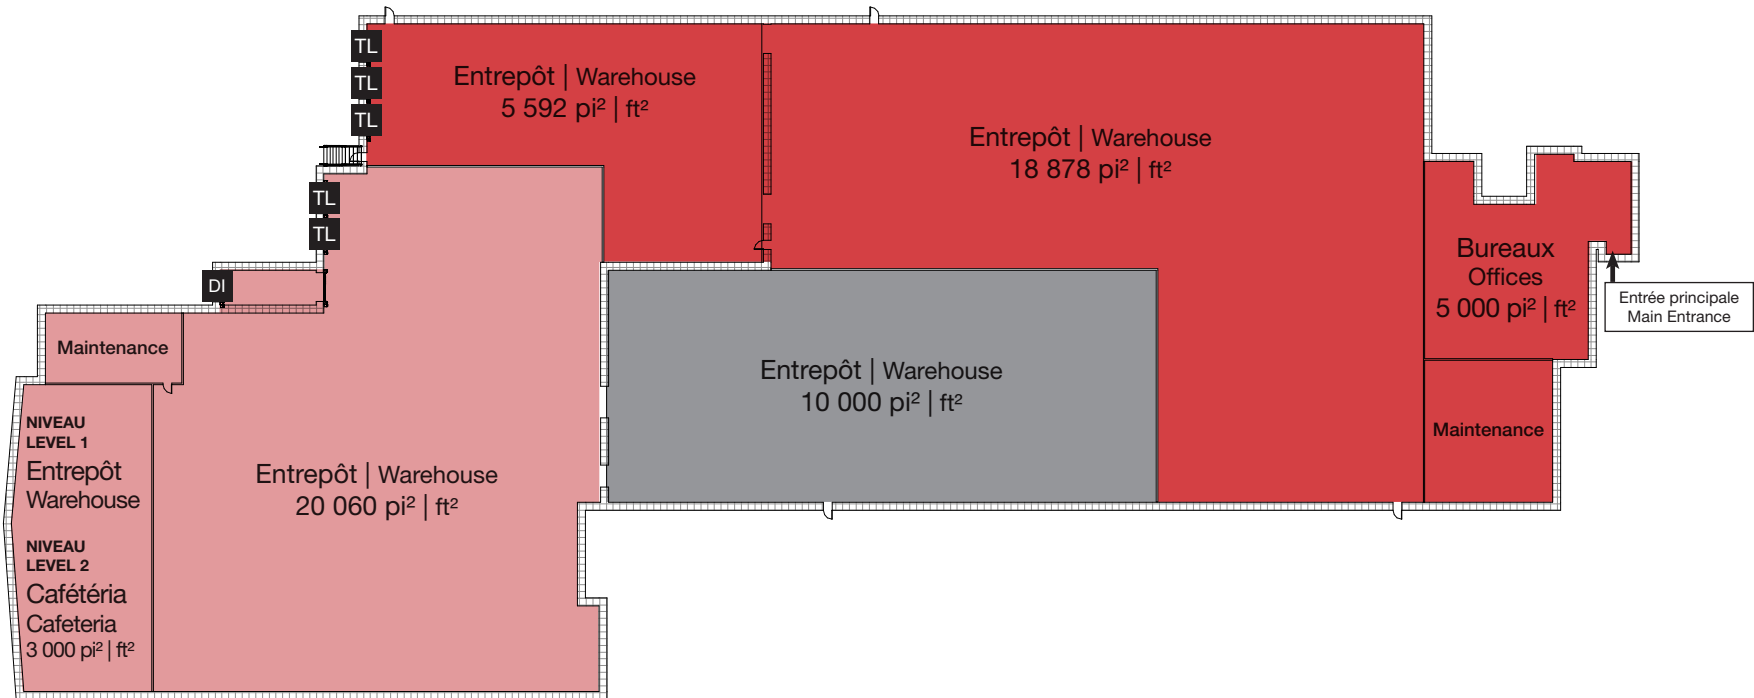 TL
TL
TL
Entrepôt | Warehouse
5 592 pi² | ft²
Entrepôt | Warehouse
18 878 pi² | ft²
TL
TL
DI
Bureaux
Offices
5 000 pi² | ft²
Entrée principale
Main Entrance
Maintenance
Entrepôt | Warehouse
10 000 pi² | ft²
Maintenance
NIVEAU
LEVEL 1
Entrepôt
Warehouse
NIVEAU
LEVEL 2
Cafétéria
Cafeteria
3 000 pi² | ft²
Entrepôt | Warehouse
20 060 pi² | ft²